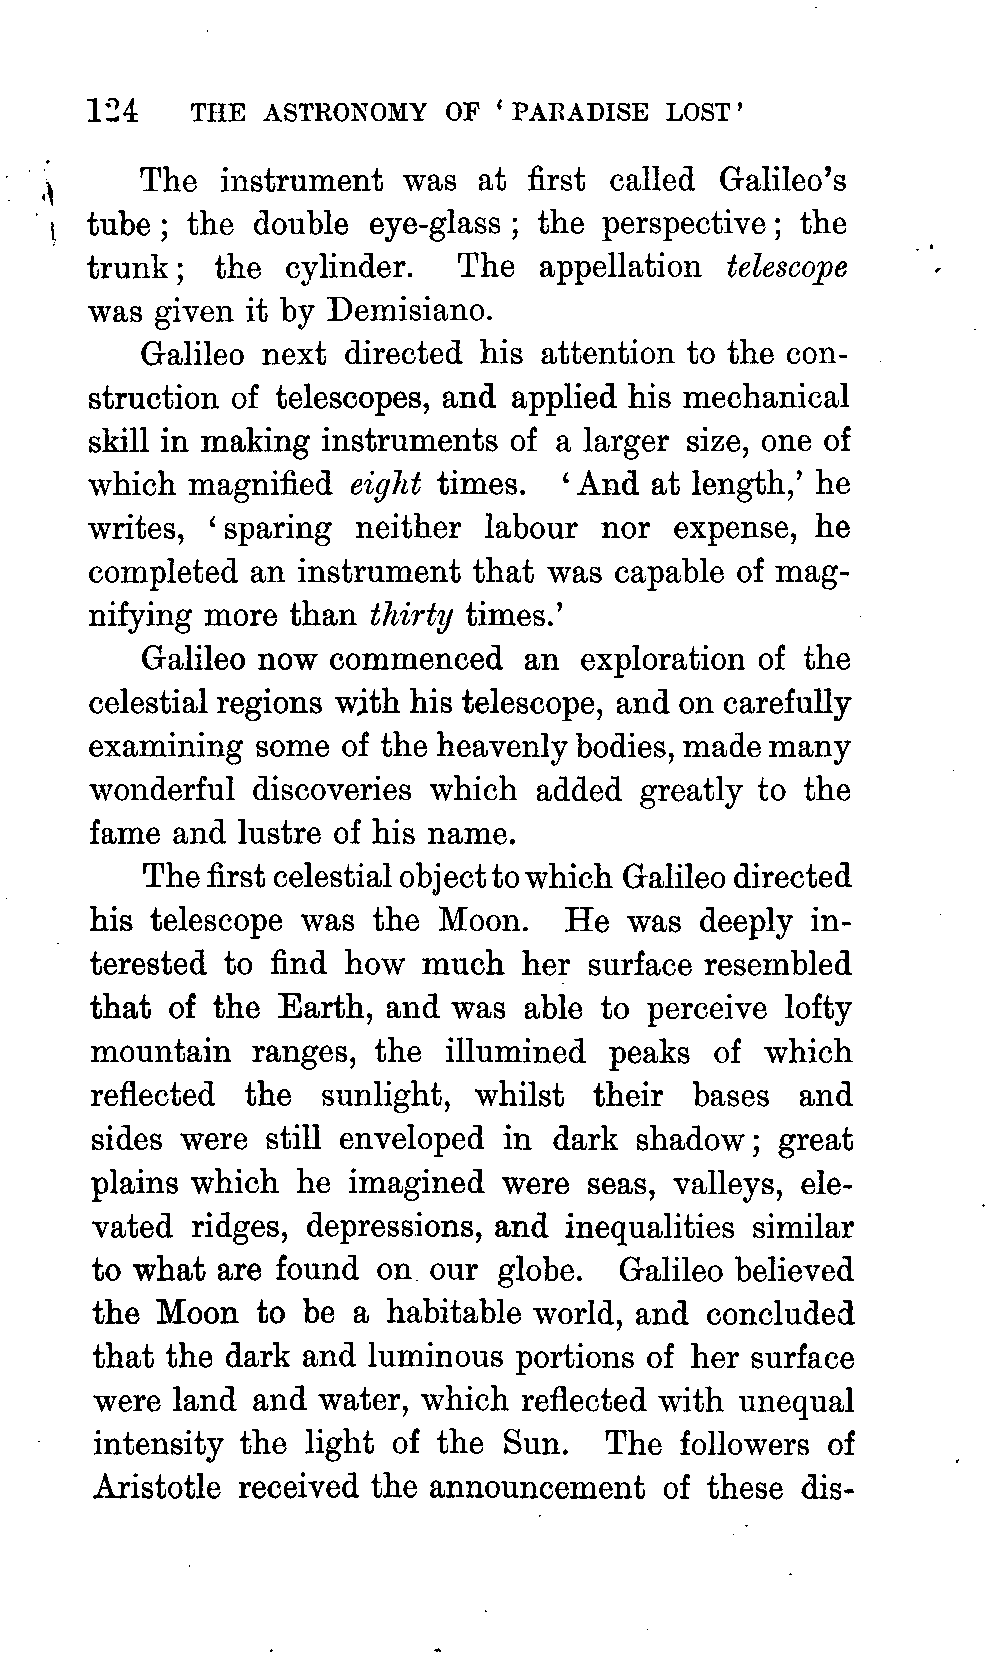 124 THE ASTRONOMY OF ‘PARADISE LOST’
The instrument was at first called Galileo’s
tube; the double eye-glass; the perspective; the
trunk; the cylinder. The appellation telescope
was given it by Demisiano.
Galileo next directed his attention to the con-
struction of telescopes, and applied his mechanical
skill in making instruments of a larger size, one of
which magnified eight times. ‘And at length,’ he
writes, ‘sparing neither labour nor expense, he
completed an instrument that was capable of mag-
nifying more than thirty times.’
Galileo now commenced an exploration of the
celestial regions with his telescope, and on carefully
examining some of the heavenly bodies, made many
wonderful discoveries which added greatly to the
fame and lustre of his name.
The first celestial object to which Galileo directed
his telescope was the Moon. He was deeply in-
terested to find how much her surface resembled
that of the Earth, and was able to perceive lofty
mountain ranges, the illumined peaks of which
reflected the sunlight, whilst their bases and
sides were still enveloped in dark shadow; great
plains which he imagined were seas, valleys, ele-
vated ridges, depressions, and inequalities similar
to what are found on our globe. Galileo believed
the Moon to be a habitable world, and concluded
that the dark and luminous portions of her surface
were land and water, which reflected with unequal
intensity the light of the Sun. The followers of
Aristotle received the announcement of these dis-